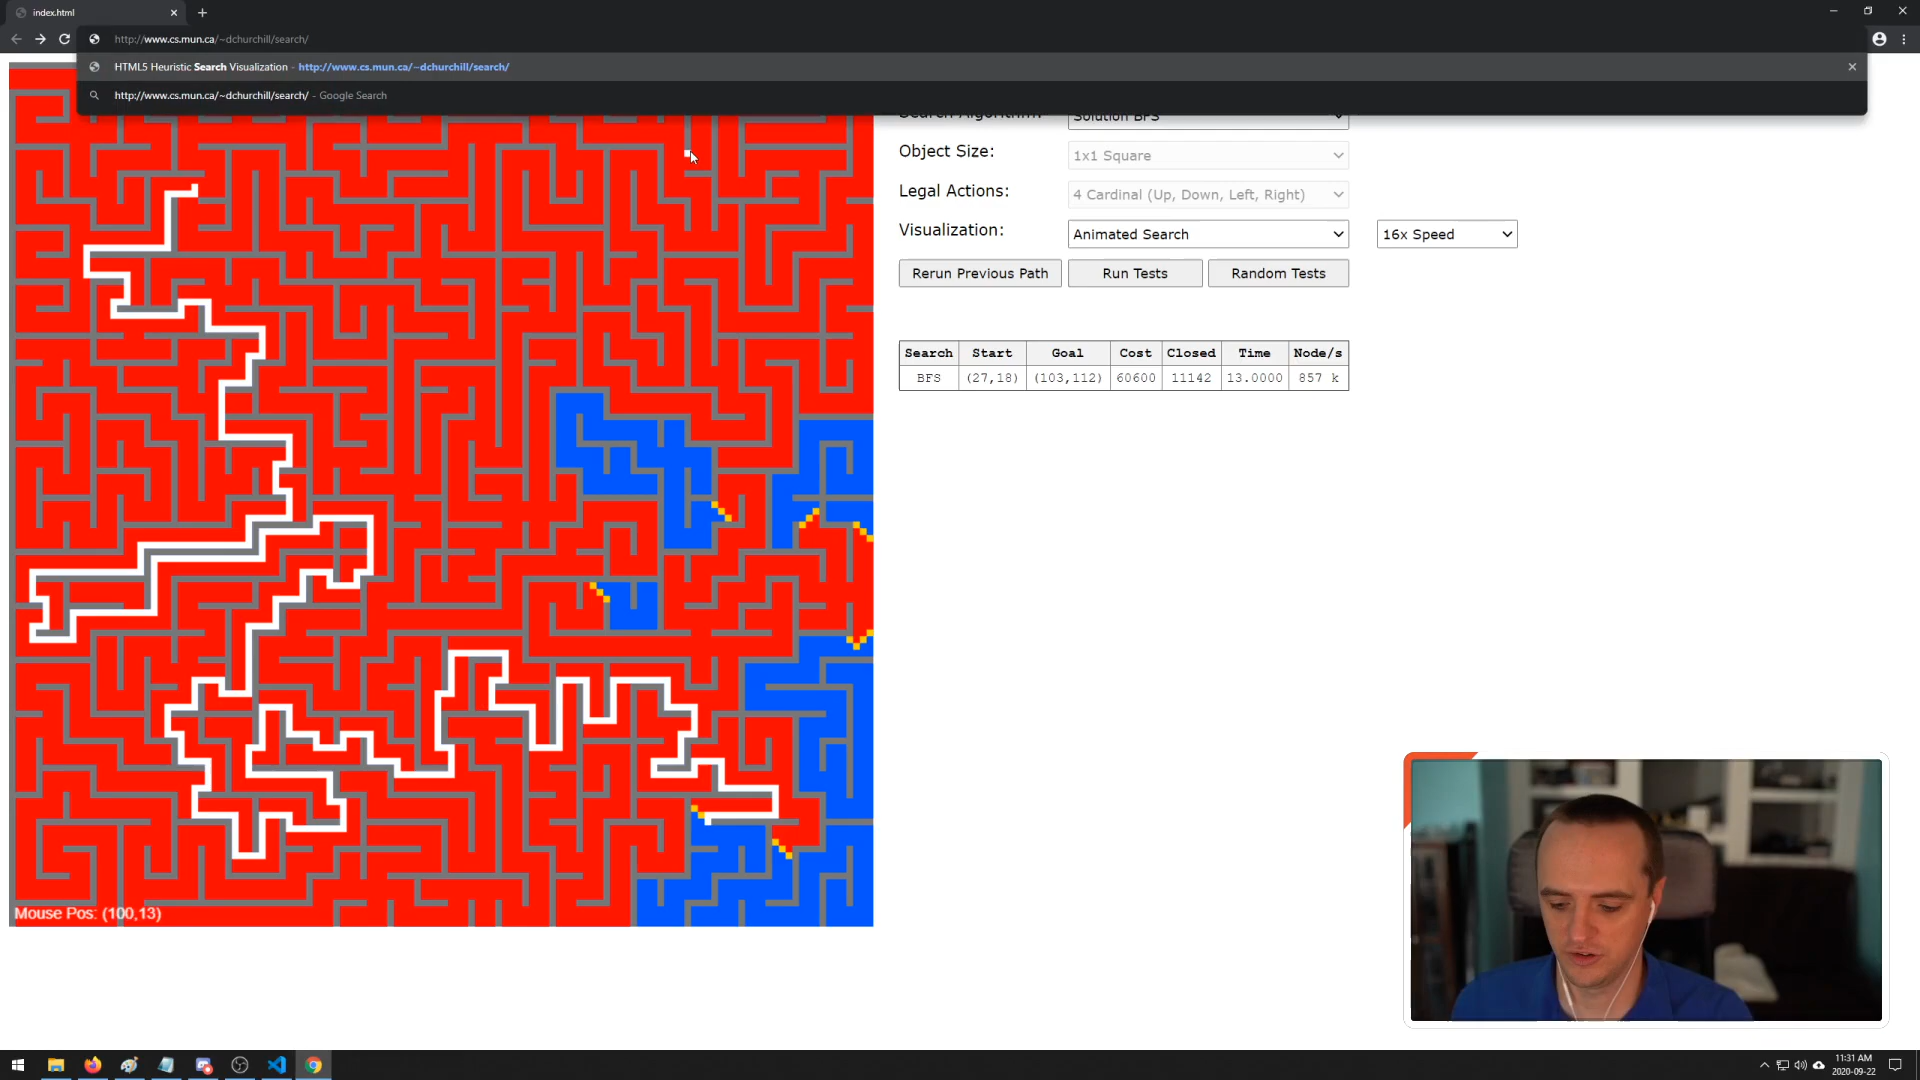 index.html
http://www.cs.mun.ca/~dchurchill/search/
HTML5 Heuristic Search Visualization - http://www.cs.mun.ca/~dchurchill/search/
http://www.cs.mun.ca/~dchurchill/search/ - Google Search
Search Algorithm: Solution BFS
Object Size: 1x1 Square
Legal Actions: 4 Cardinal (Up, Down, Left, Right)
Visualization: Animated Search 16x Speed
Rerun Previous Path Run Tests Random Tests
Search Start Goal Cost Closed Time Node/s
BFS (27,18) (103,112) 60600 11142 13.0000 857 k
Mouse Pos: (100,13)
11:31 AM
2020-09-22